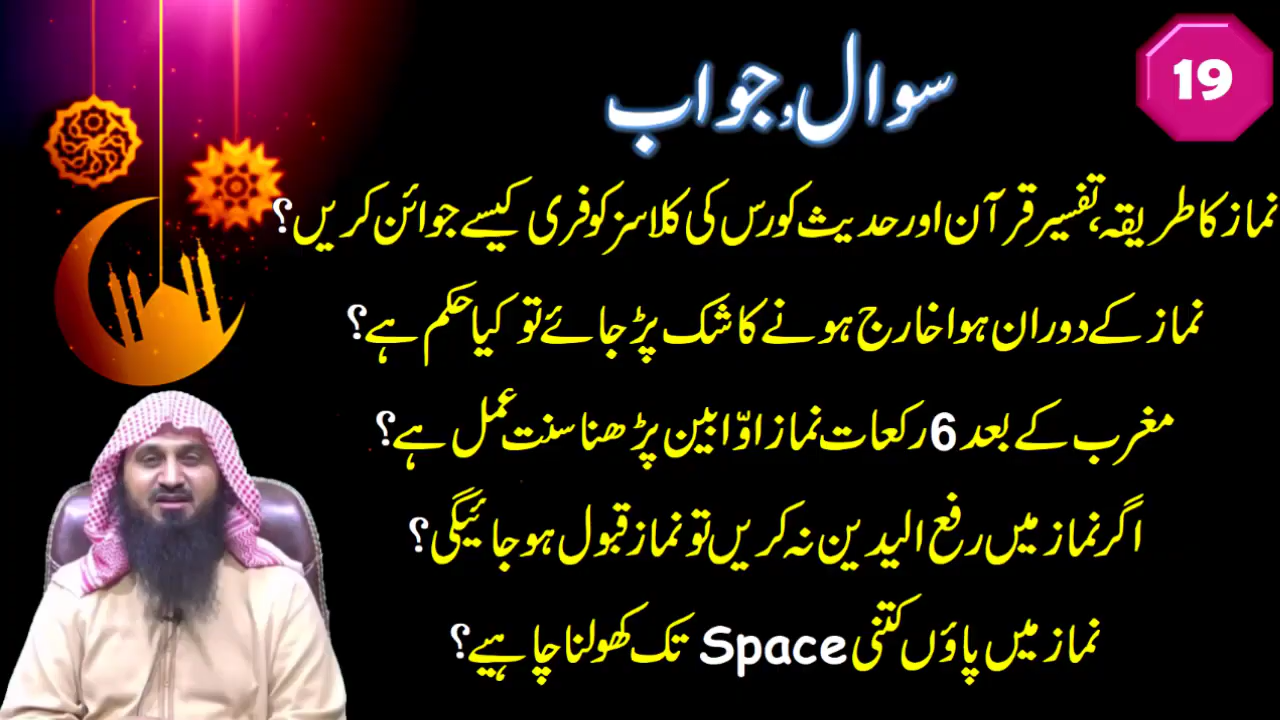 19
سوال و جواب
نماز کا طریقہ، تفسیر قرآن اور حدیث کورس کی کلاسز کو فری کیسے جوائن کریں؟
نماز کے دوران ہوا خارج ہونے کا شک پڑ جائے تو کیا حکم ہے؟
مغرب کے بعد 6 رکعات نماز اوّابین پڑھنا سنت عمل ہے؟
اگر نماز میں رفع الیدین نہ کریں تو نماز قبول ہو جائیگی؟
نماز میں پاؤں کتنی Space تک کھولنا چاہیے؟